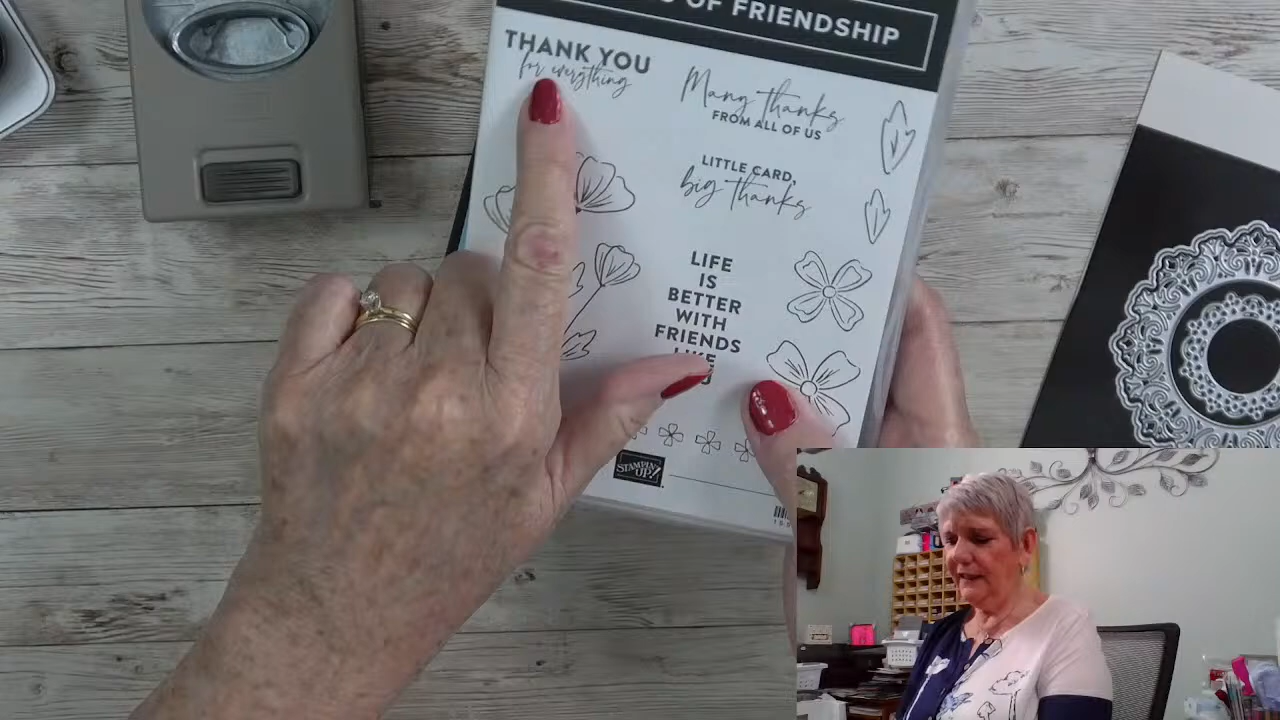 OF FRIENDSHIP
THANK YOU
for everything
Many thanks
FROM ALL OF US
LITTLE CARD,
big thanks
LIFE
IS
BETTER
WITH
FRIENDS
LIKE
STAMPIN'
UP!